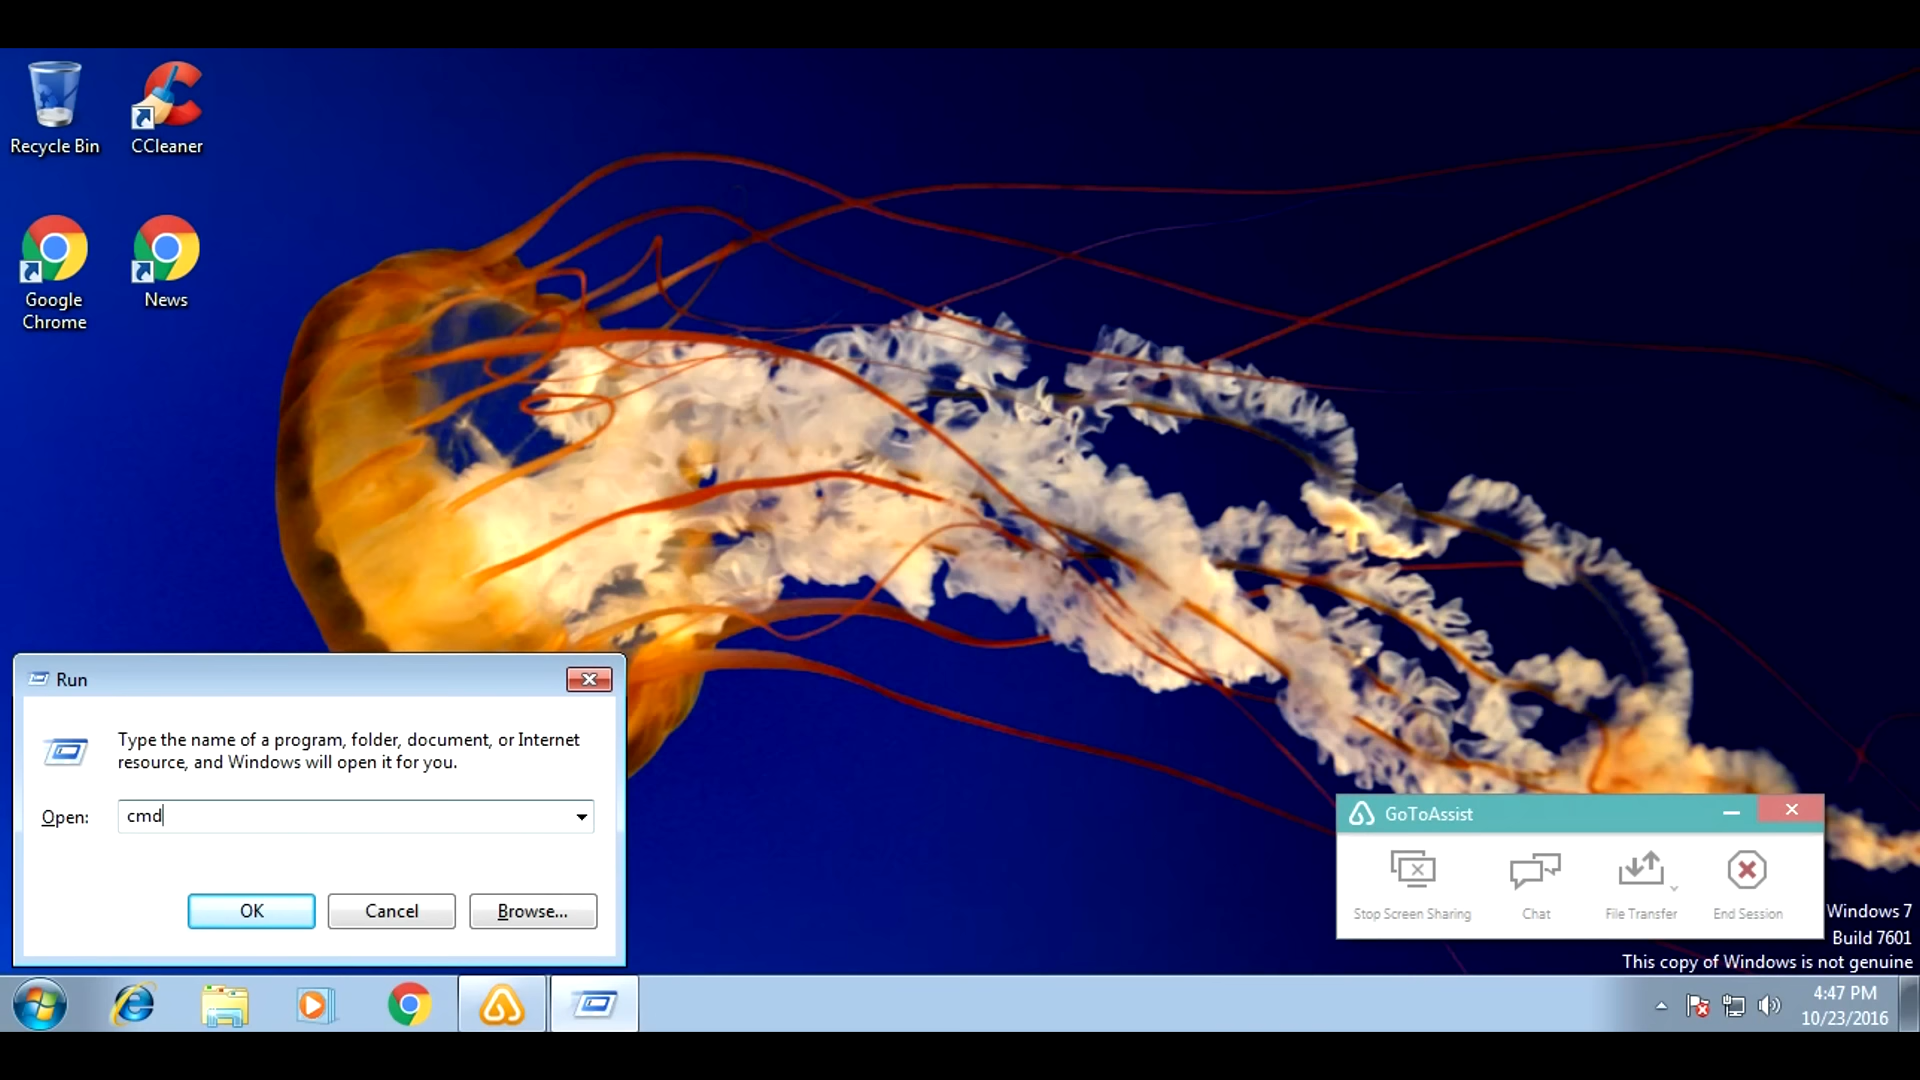 Recycle Bin
CCleaner
Google
Chrome
News
Run
Type the name of a program, folder, document, or Internet
resource, and Windows will open it for you.
Open:
cmd
OK
Cancel
Browse...
GoToAssist
Stop Screen Sharing
Chat
File Transfer
End Session
Windows 7
Build 7601
This copy of Windows is not genuine
4:47 PM
10/23/2016